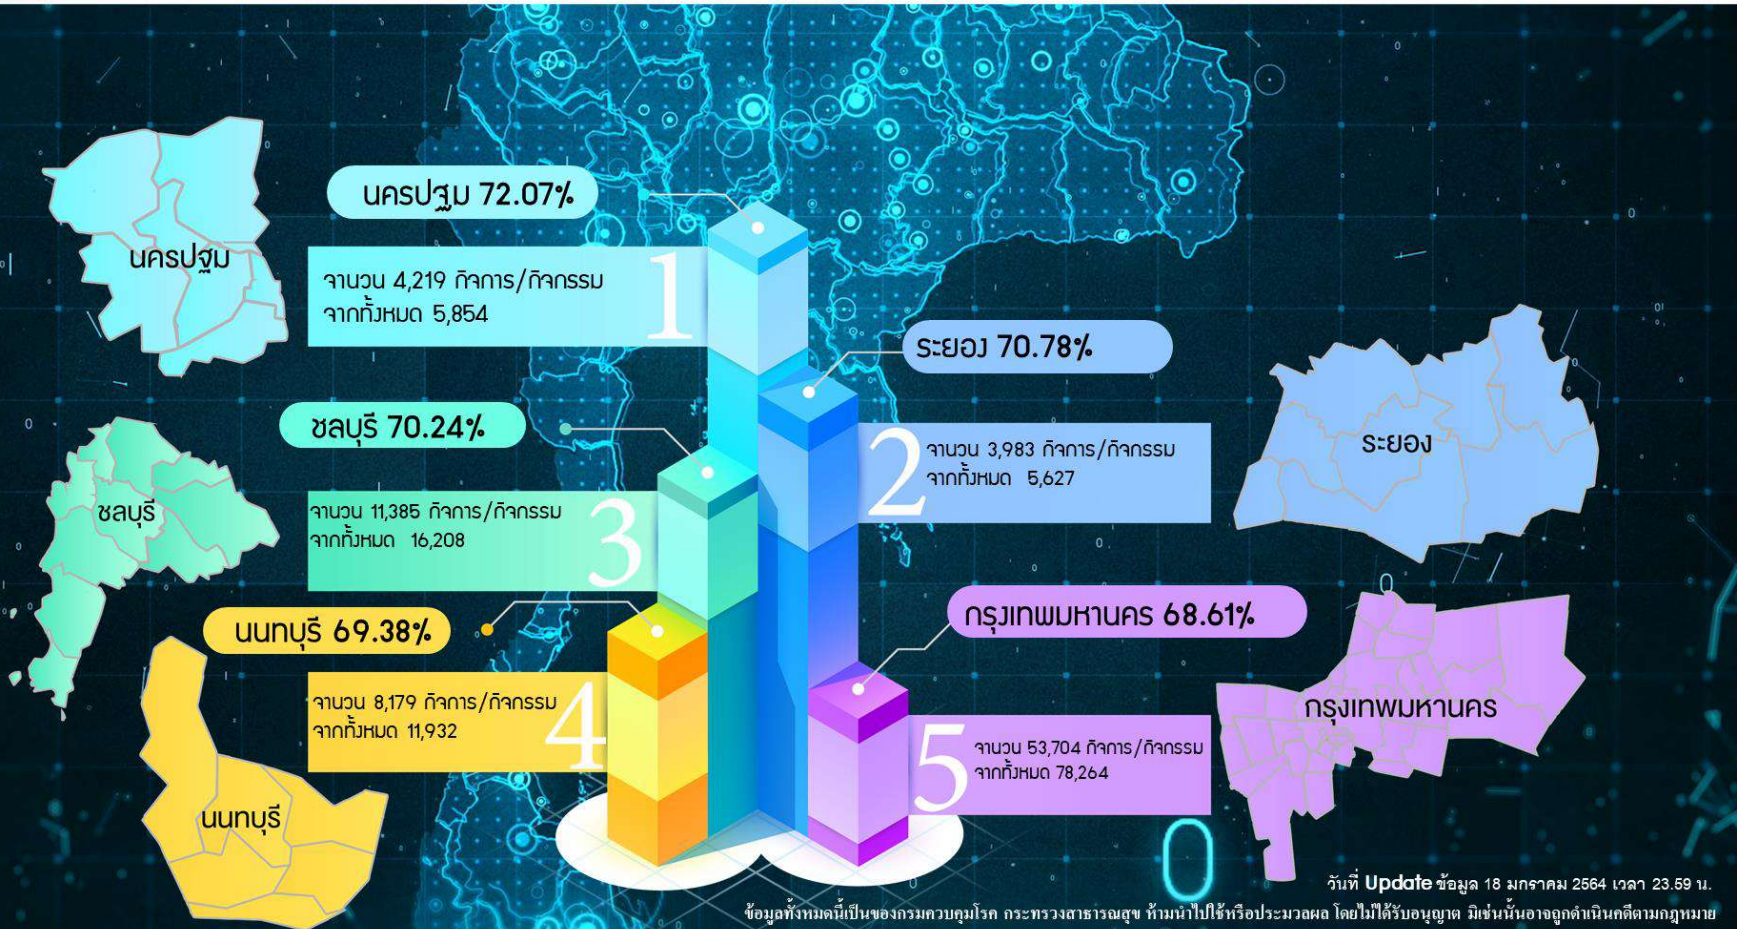 นครปฐม 72.07%
นครปฐม
จำนวน 4,219 กิจการ/กิจกรรม
จากทั้งหมด 5,854
1
ระยอง 70.78%
ระยอง
จำนวน 3,983 กิจการ/กิจกรรม
จากทั้งหมด 5,627
2
ชลบุรี 70.24%
ชลบุรี
จำนวน 11,385 กิจการ/กิจกรรม
จากทั้งหมด 16,208
3
นนทบุรี 69.38%
นนทบุรี
จำนวน 8,179 กิจการ/กิจกรรม
จากทั้งหมด 11,932
4
กรุงเทพมหานคร 68.61%
กรุงเทพมหานคร
จำนวน 53,704 กิจการ/กิจกรรม
จากทั้งหมด 78,264
5
วันที่ Update ข้อมูล 18 มกราคม 2564 เวลา 23.59 น.
ข้อมูลทั้งหมดนี้เป็นของกรมควบคุมโรค กระทรวงสาธารณสุข ห้ามนำไปใช้หรือประมวลผล โดยไม่ได้รับอนุญาต มิเช่นนั้นอาจถูกดำเนินคดีตามกฎหมาย